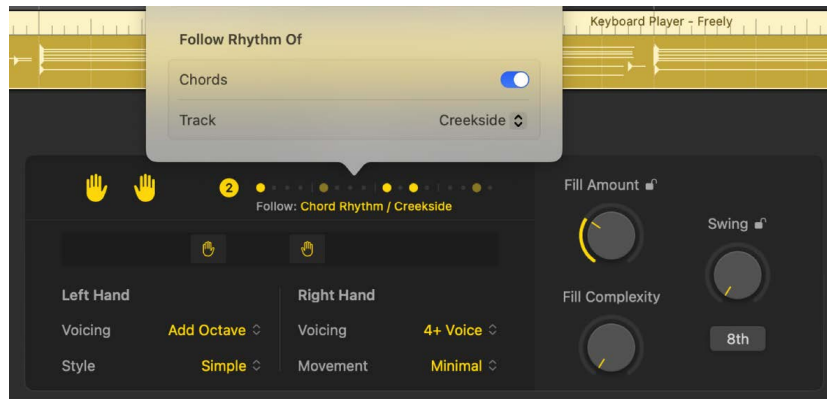 Keyboard Player - Freely
Follow Rhythm Of
Chords
Track Creekside
2
Follow: Chord Rhythm / Creekside
Fill Amount
Swing
Left Hand Right Hand
Fill Complexity
Voicing Add Octave Voicing 4+ Voice
8th
Style Simple Movement Minimal